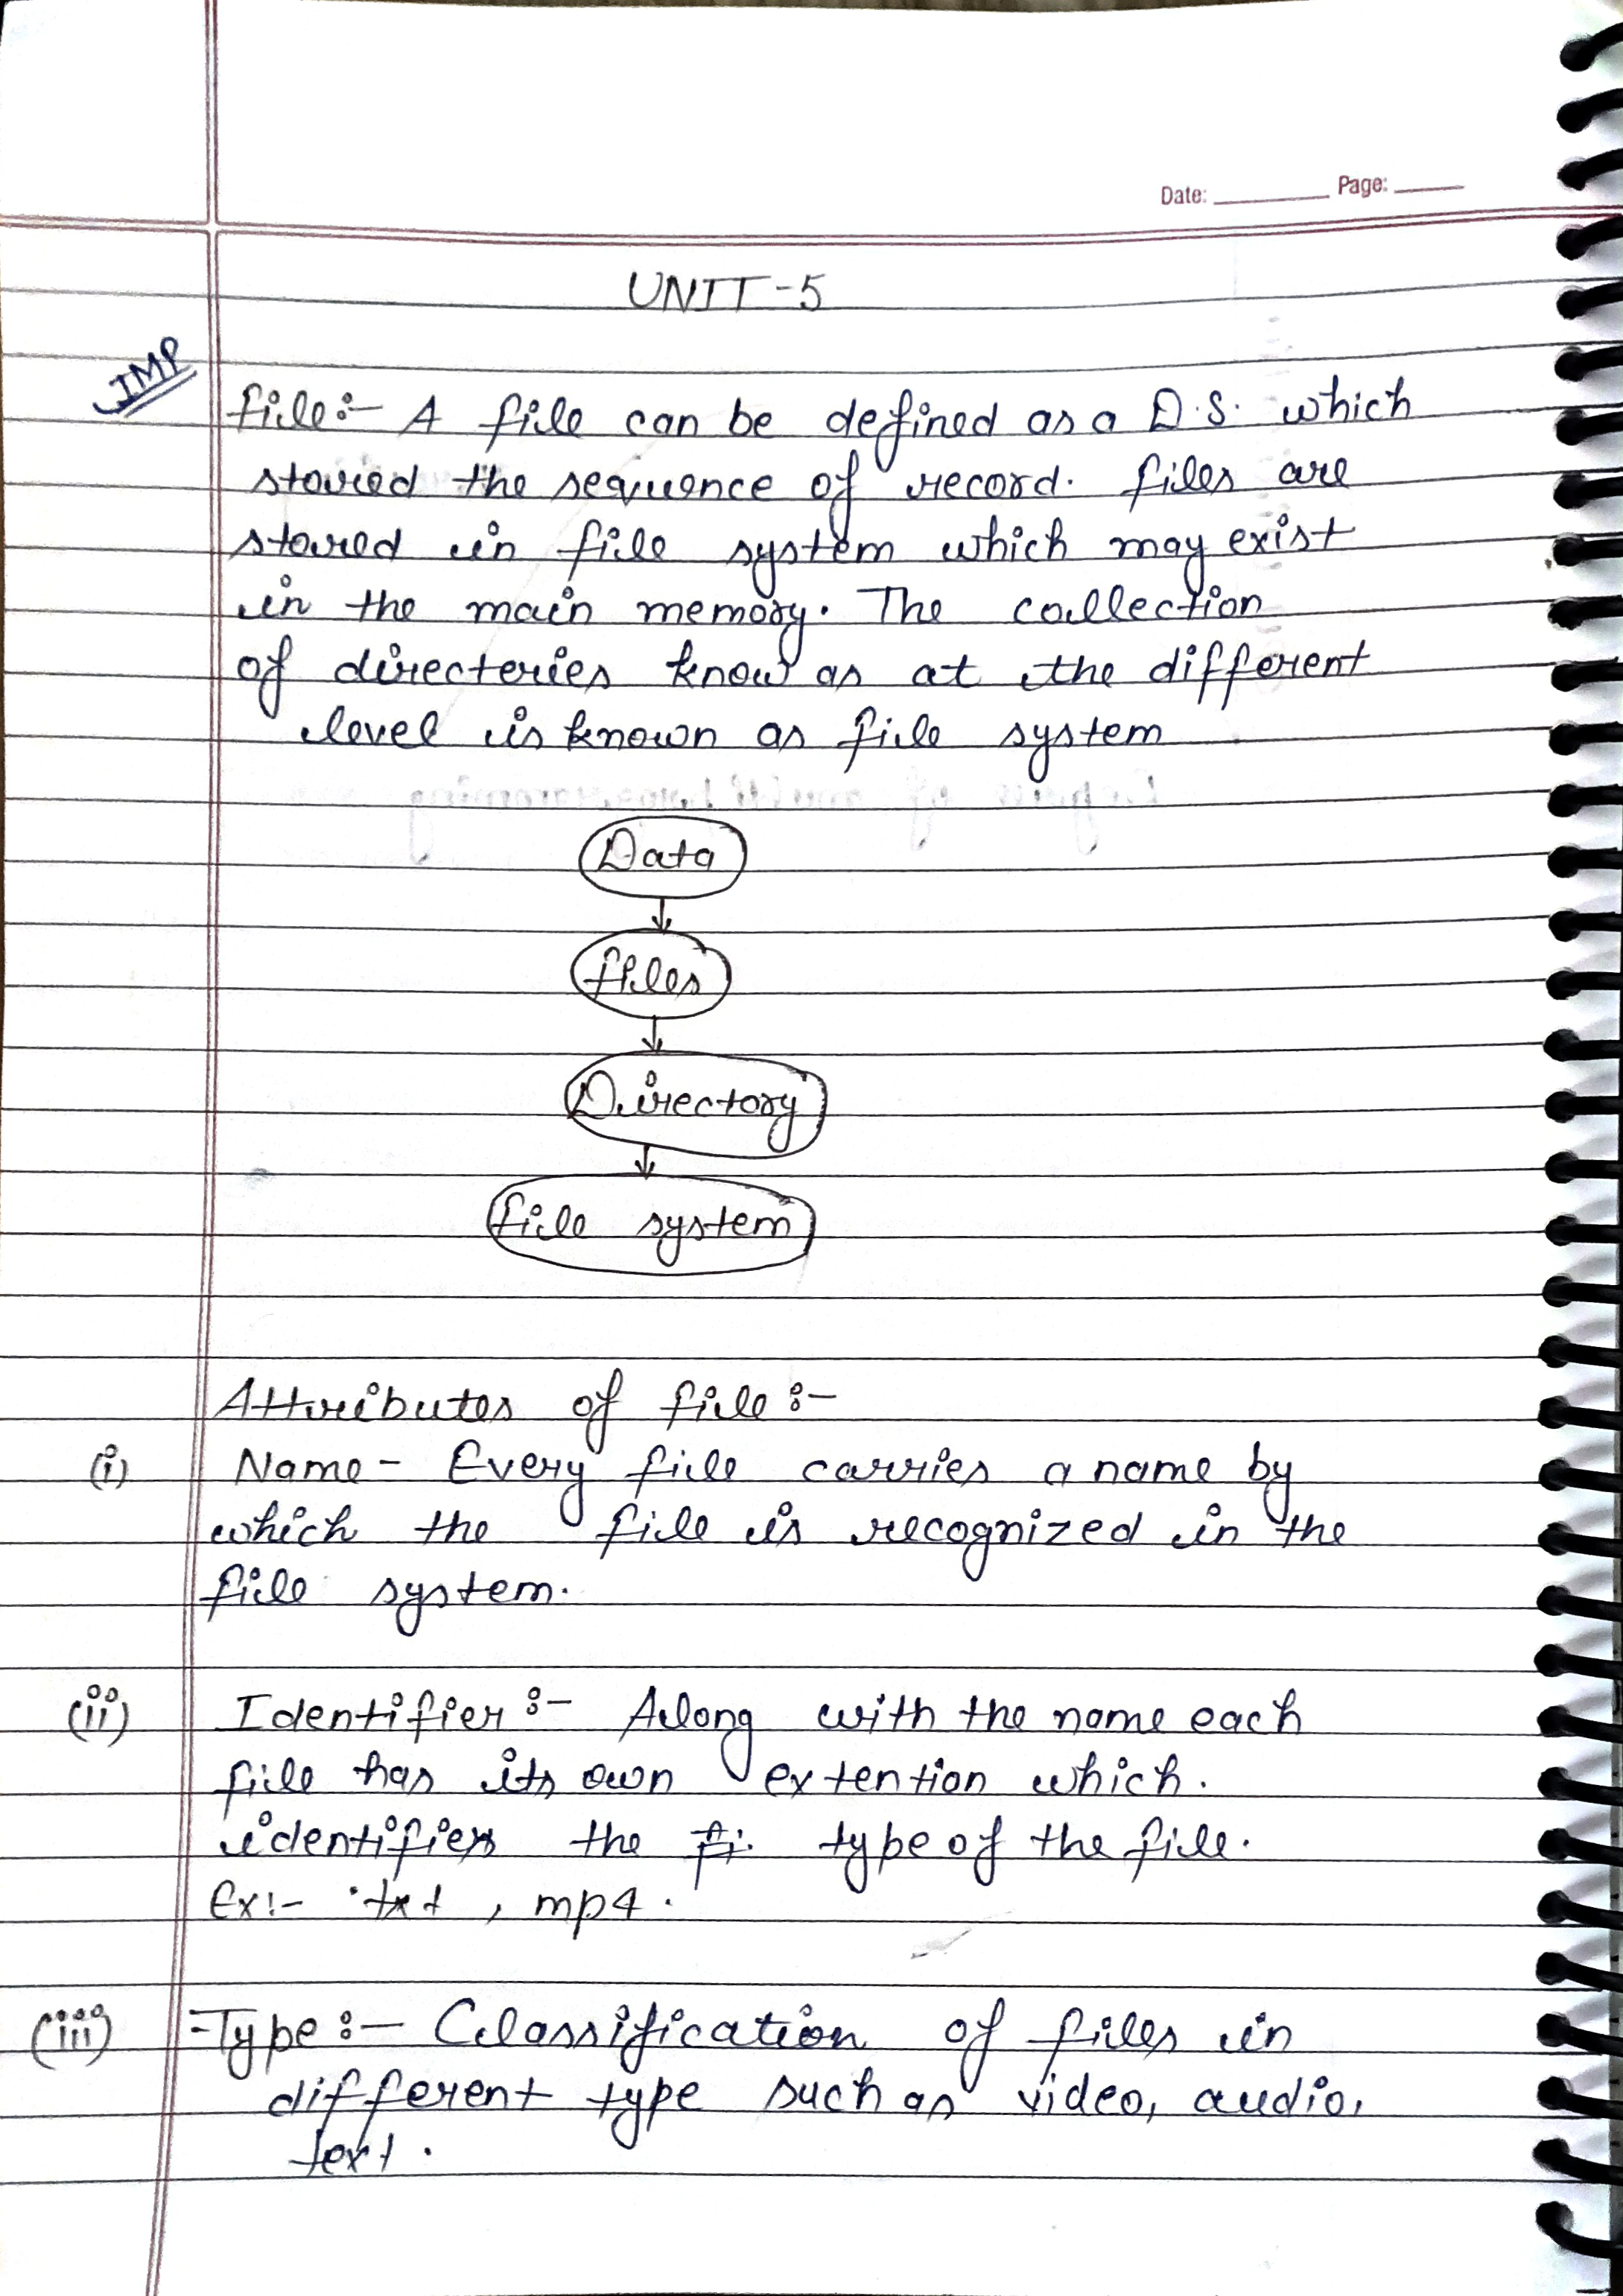 Date: Page:
UNIT-5
IMP
file:- A file can be defined as a D.S. which
stored the sequence of record. files are
stored in file system which may exist
in the main memory. The collection
of directeries know as at the different
level is known as file system
Data
files
Directory
file system
Attributes of file:-
(i) Name- Every file carries a name by
which the file is recognized in the
file system.
(ii) Identifier:- Along with the name each
file has its own extention which.
identifies the fi. type of the file.
Ex:- .txt, mp4.
(iii) Type:- Classification of files in
different type such as video, audio,
text.